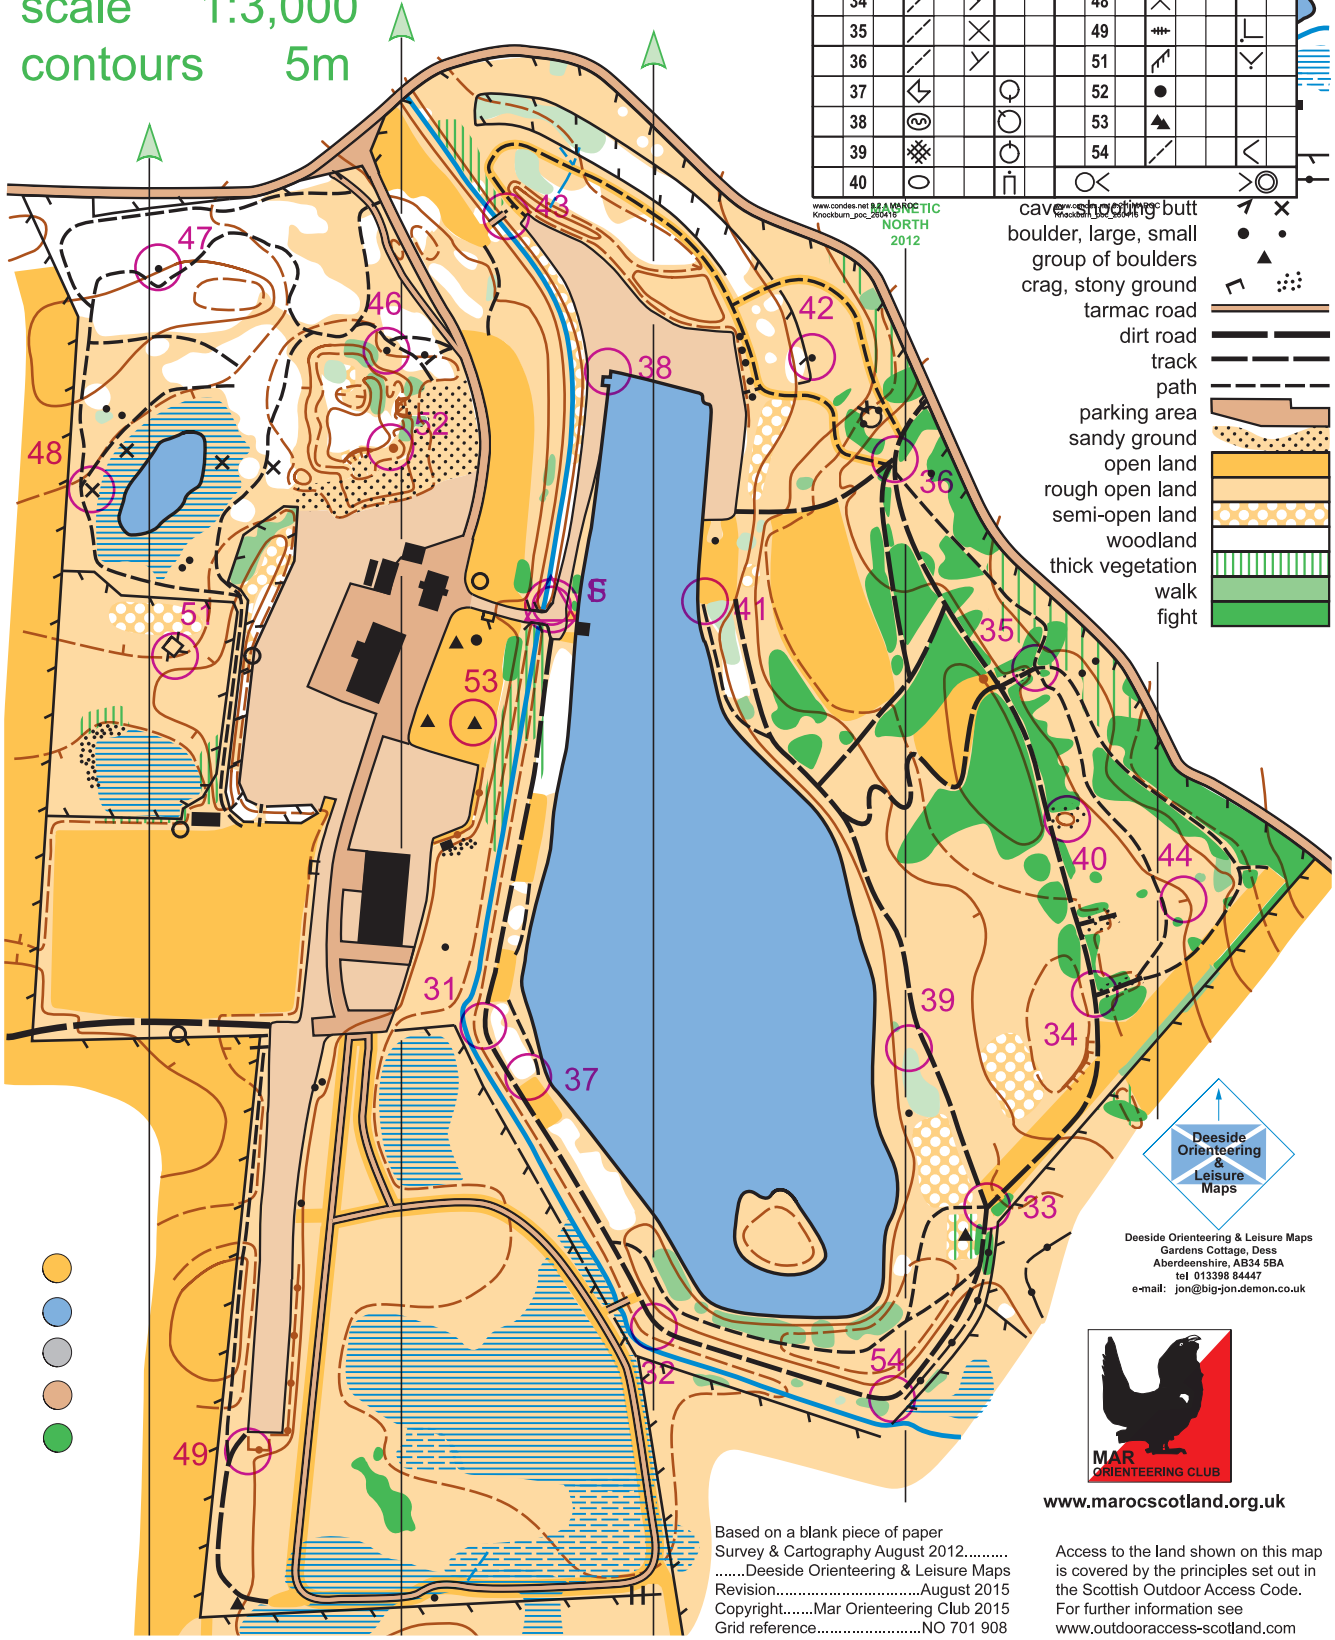 scale 1:3,000
contours 5m
34 48
35 49
36 51
37 52
38 53
39 54
40
www.condes.net 9.2.1 MAROC
Knockburn_poc_260416
MAGNETIC
NORTH
2012
cave, shooting butt
boulder, large, small
group of boulders
crag, stony ground
tarmac road
dirt road
track
path
parking area
sandy ground
open land
rough open land
semi-open land
woodland
thick vegetation
walk
fight
43
47
46
42
38
52
48
36
S
41
51
35
53
40
44
31
39
34
37
33
32
54
49
Deeside
Orienteering
&
Leisure
Maps
Deeside Orienteering & Leisure Maps
Gardens Cottage, Dess
Aberdeenshire, AB34 5BA
tel 013398 84447
e-mail: jon@big-jon.demon.co.uk
MAR
ORIENTEERING CLUB
www.marocscotland.org.uk
Based on a blank piece of paper
Survey & Cartography August 2012..........
.......Deeside Orienteering & Leisure Maps
Revision.................................August 2015
Copyright.......Mar Orienteering Club 2015
Grid reference........................NO 701 908
Access to the land shown on this map
is covered by the principles set out in
the Scottish Outdoor Access Code.
For further information see
www.outdooraccess-scotland.com